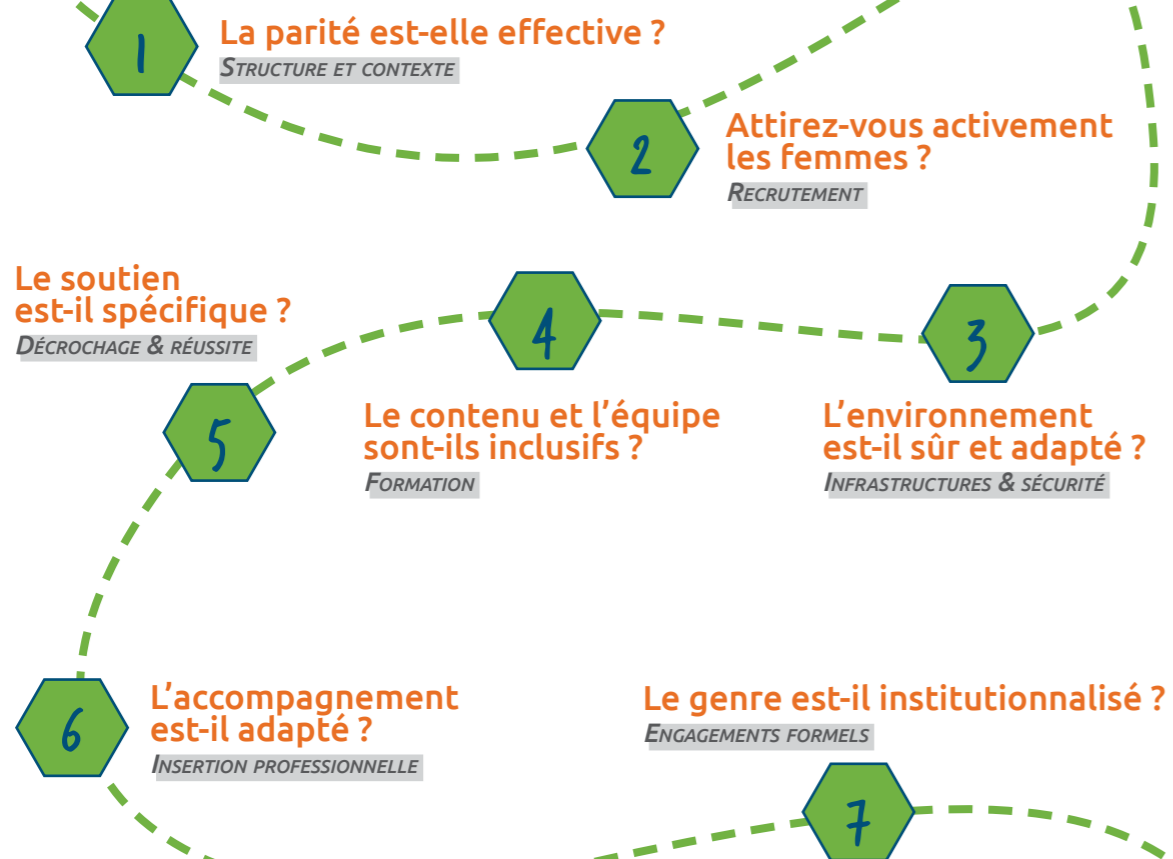 1
La parité est-elle effective ?
STRUCTURE ET CONTEXTE
2
Attirez-vous activement
les femmes ?
RECRUTEMENT
3
L'environnement
est-il sûr et adapté ?
INFRASTRUCTURES & SÉCURITÉ
4
Le contenu et l'équipe
sont-ils inclusifs ?
FORMATION
Le soutien
est-il spécifique ?
DÉCROCHAGE & RÉUSSITE
5
6
L'accompagnement
est-il adapté ?
INSERTION PROFESSIONNELLE
Le genre est-il institutionnalisé ?
ENGAGEMENTS FORMELS
7